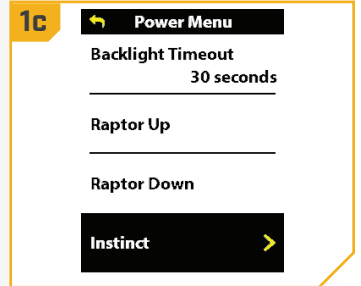 1c
Power Menu
Backlight Timeout
30 seconds
Raptor Up
Raptor Down
Instinct